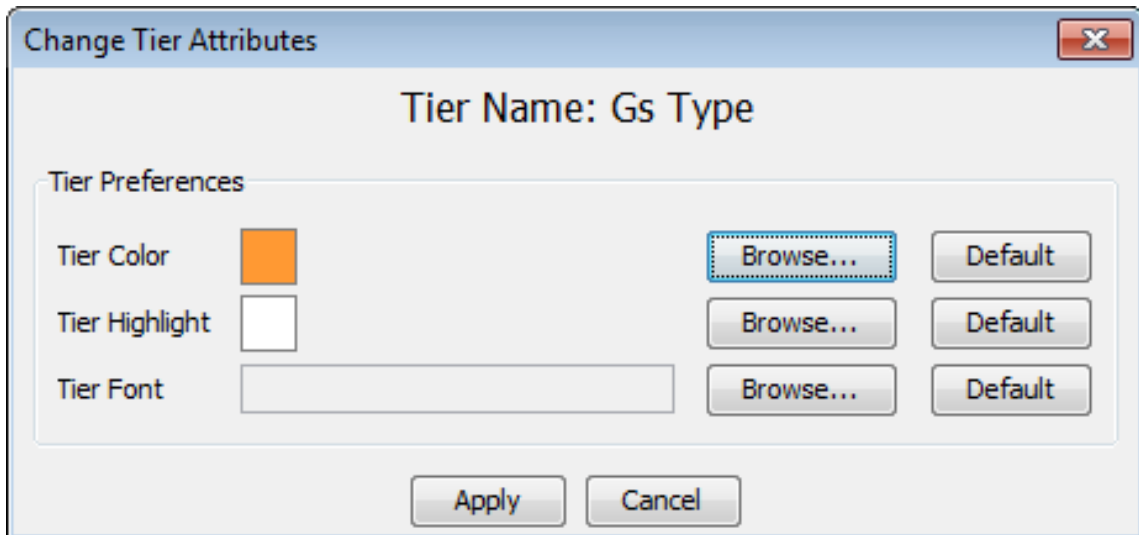 Change Tier Attributes
Tier Name: Gs Type
Tier Preferences
Tier Color Browse... Default
Tier Highlight Browse... Default
Tier Font Browse... Default
Apply Cancel